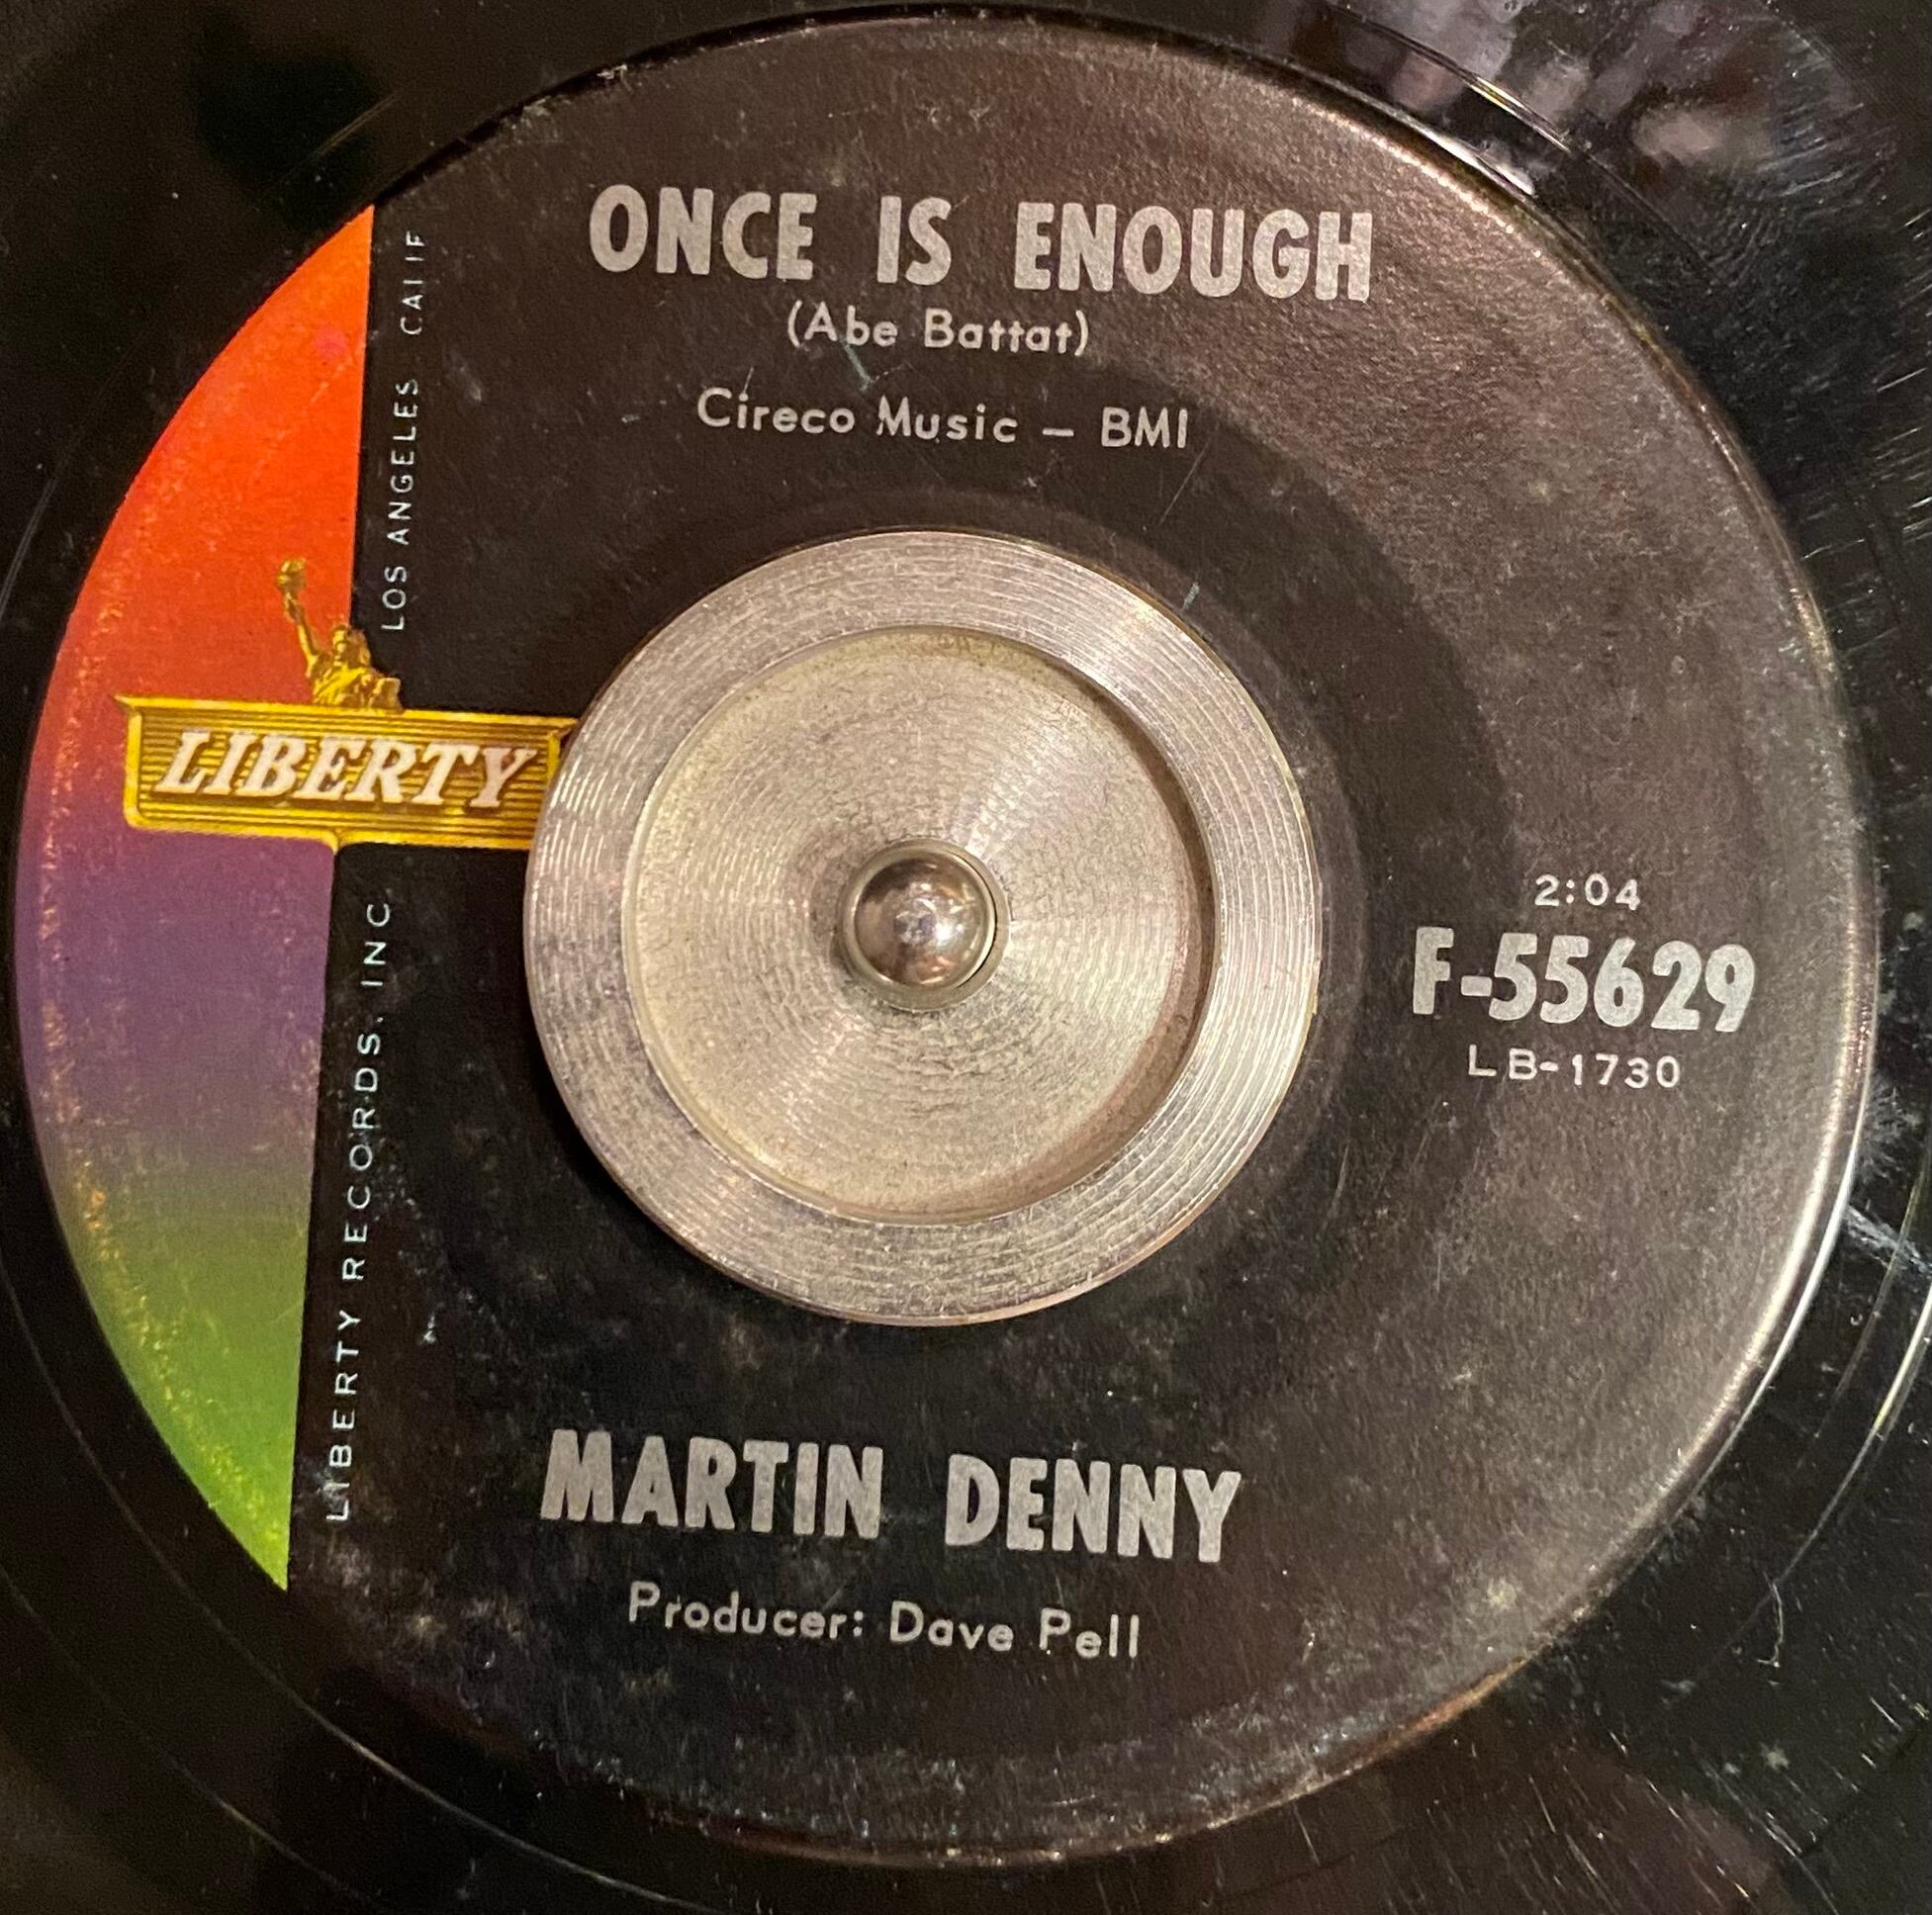 ONCE IS ENOUGH
(Abe Battat)
Cireco Music – BMI
LOS ANGELES CALIF
LIBERTY
LIBERTY RECORDS, INC
2:04
F-55629
LB-1730
MARTIN DENNY
Producer: Dave Pell